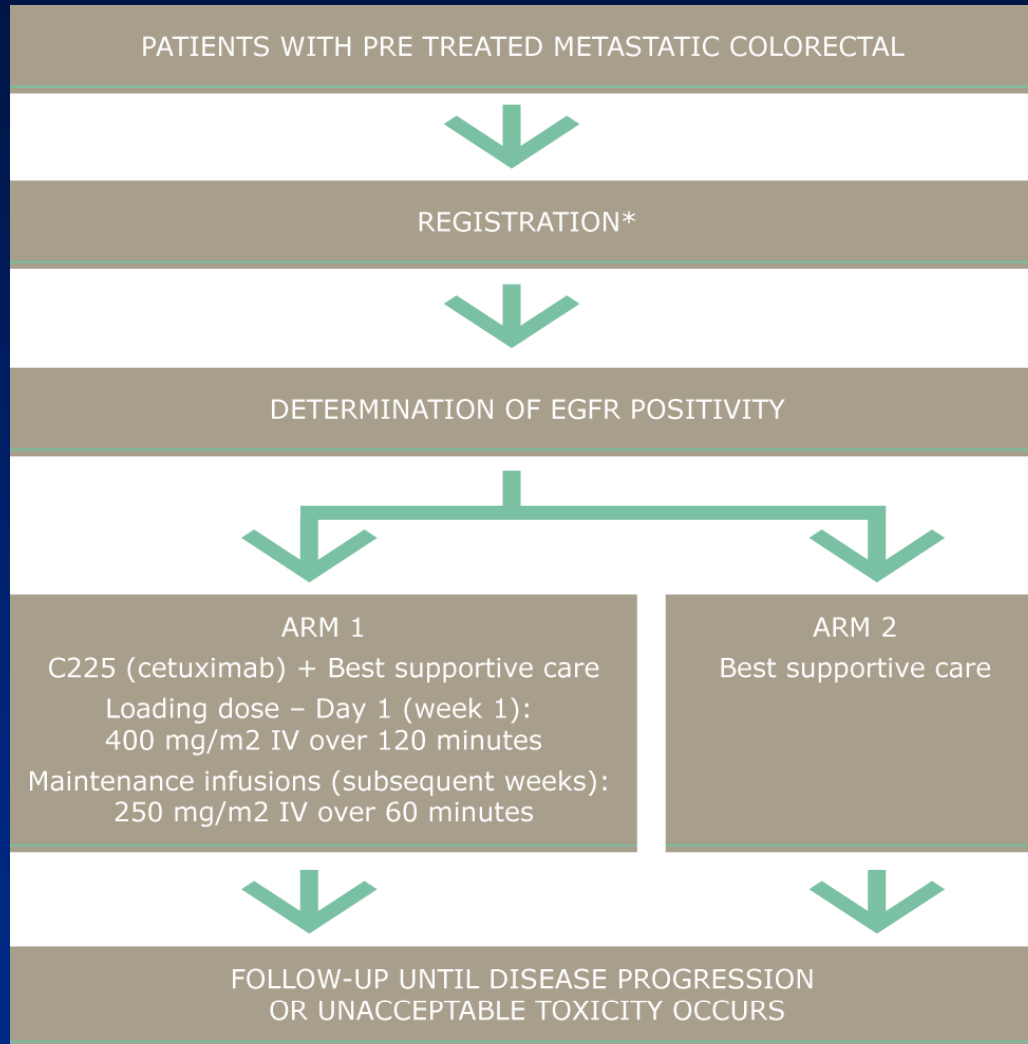 PATIENTS WITH PRE TREATED METASTATIC COLORECTAL
REGISTRATION*
DETERMINATION OF EGFR POSITIVITY
ARM 1
C225 (cetuximab) + Best supportive care
Loading dose – Day 1 (week 1):
400 mg/m2 IV over 120 minutes
Maintenance infusions (subsequent weeks):
250 mg/m2 IV over 60 minutes
ARM 2
Best supportive care
FOLLOW-UP UNTIL DISEASE PROGRESSION
OR UNACCEPTABLE TOXICITY OCCURS